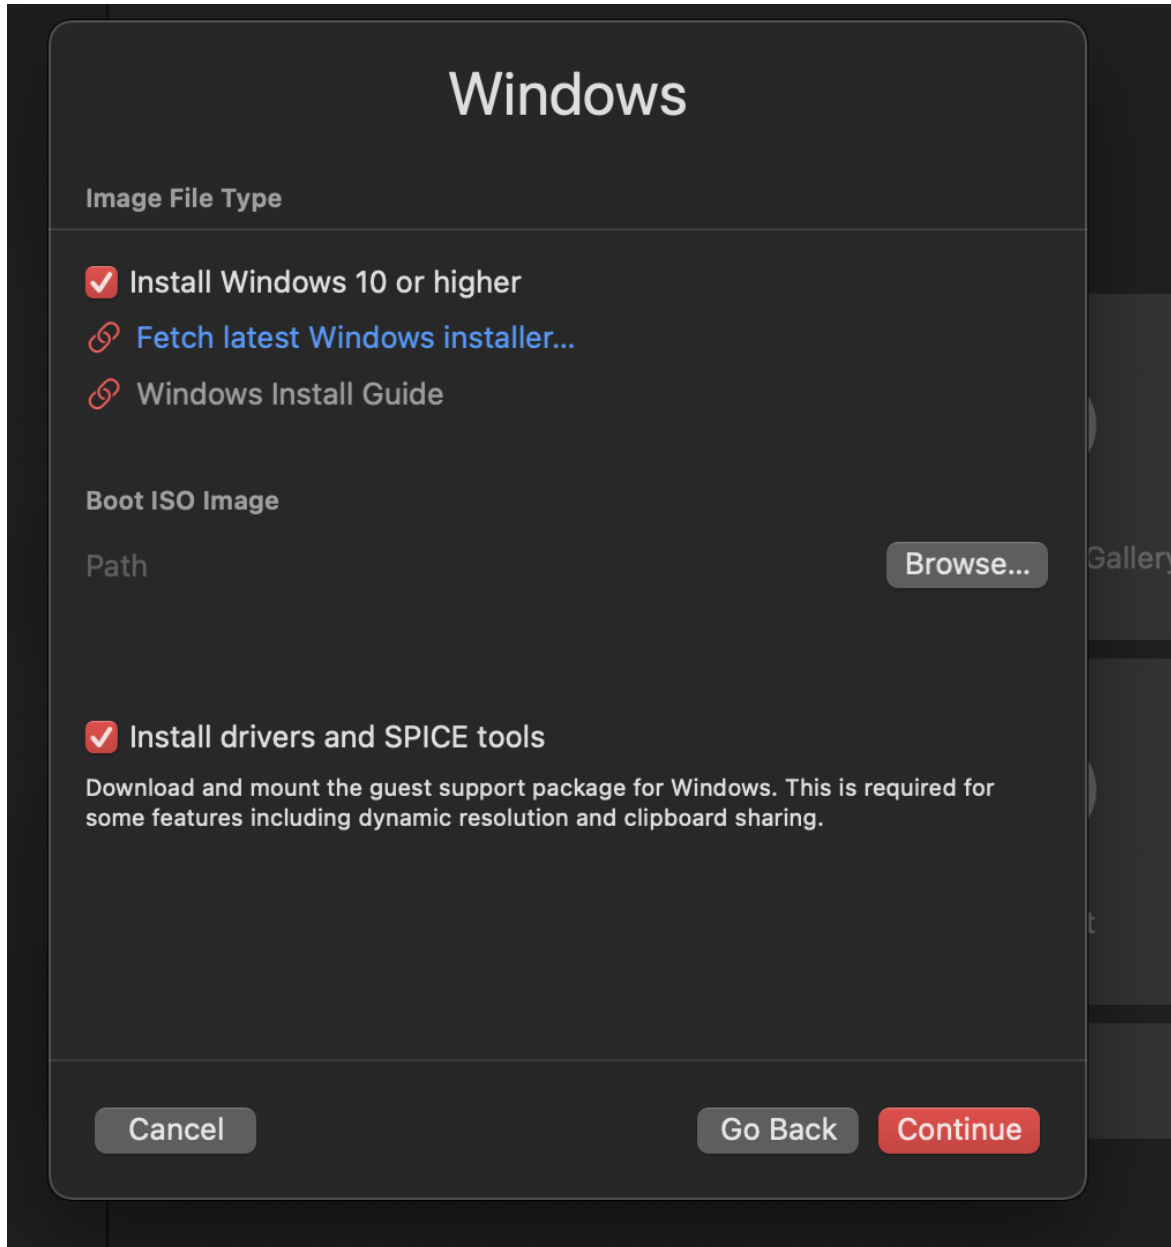 Windows
Image File Type
Install Windows 10 or higher
Fetch latest Windows installer...
Windows Install Guide
Boot ISO Image
Path
Browse...
Gallery
Install drivers and SPICE tools
Download and mount the guest support package for Windows. This is required for
some features including dynamic resolution and clipboard sharing.
t
Cancel
Go Back
Continue